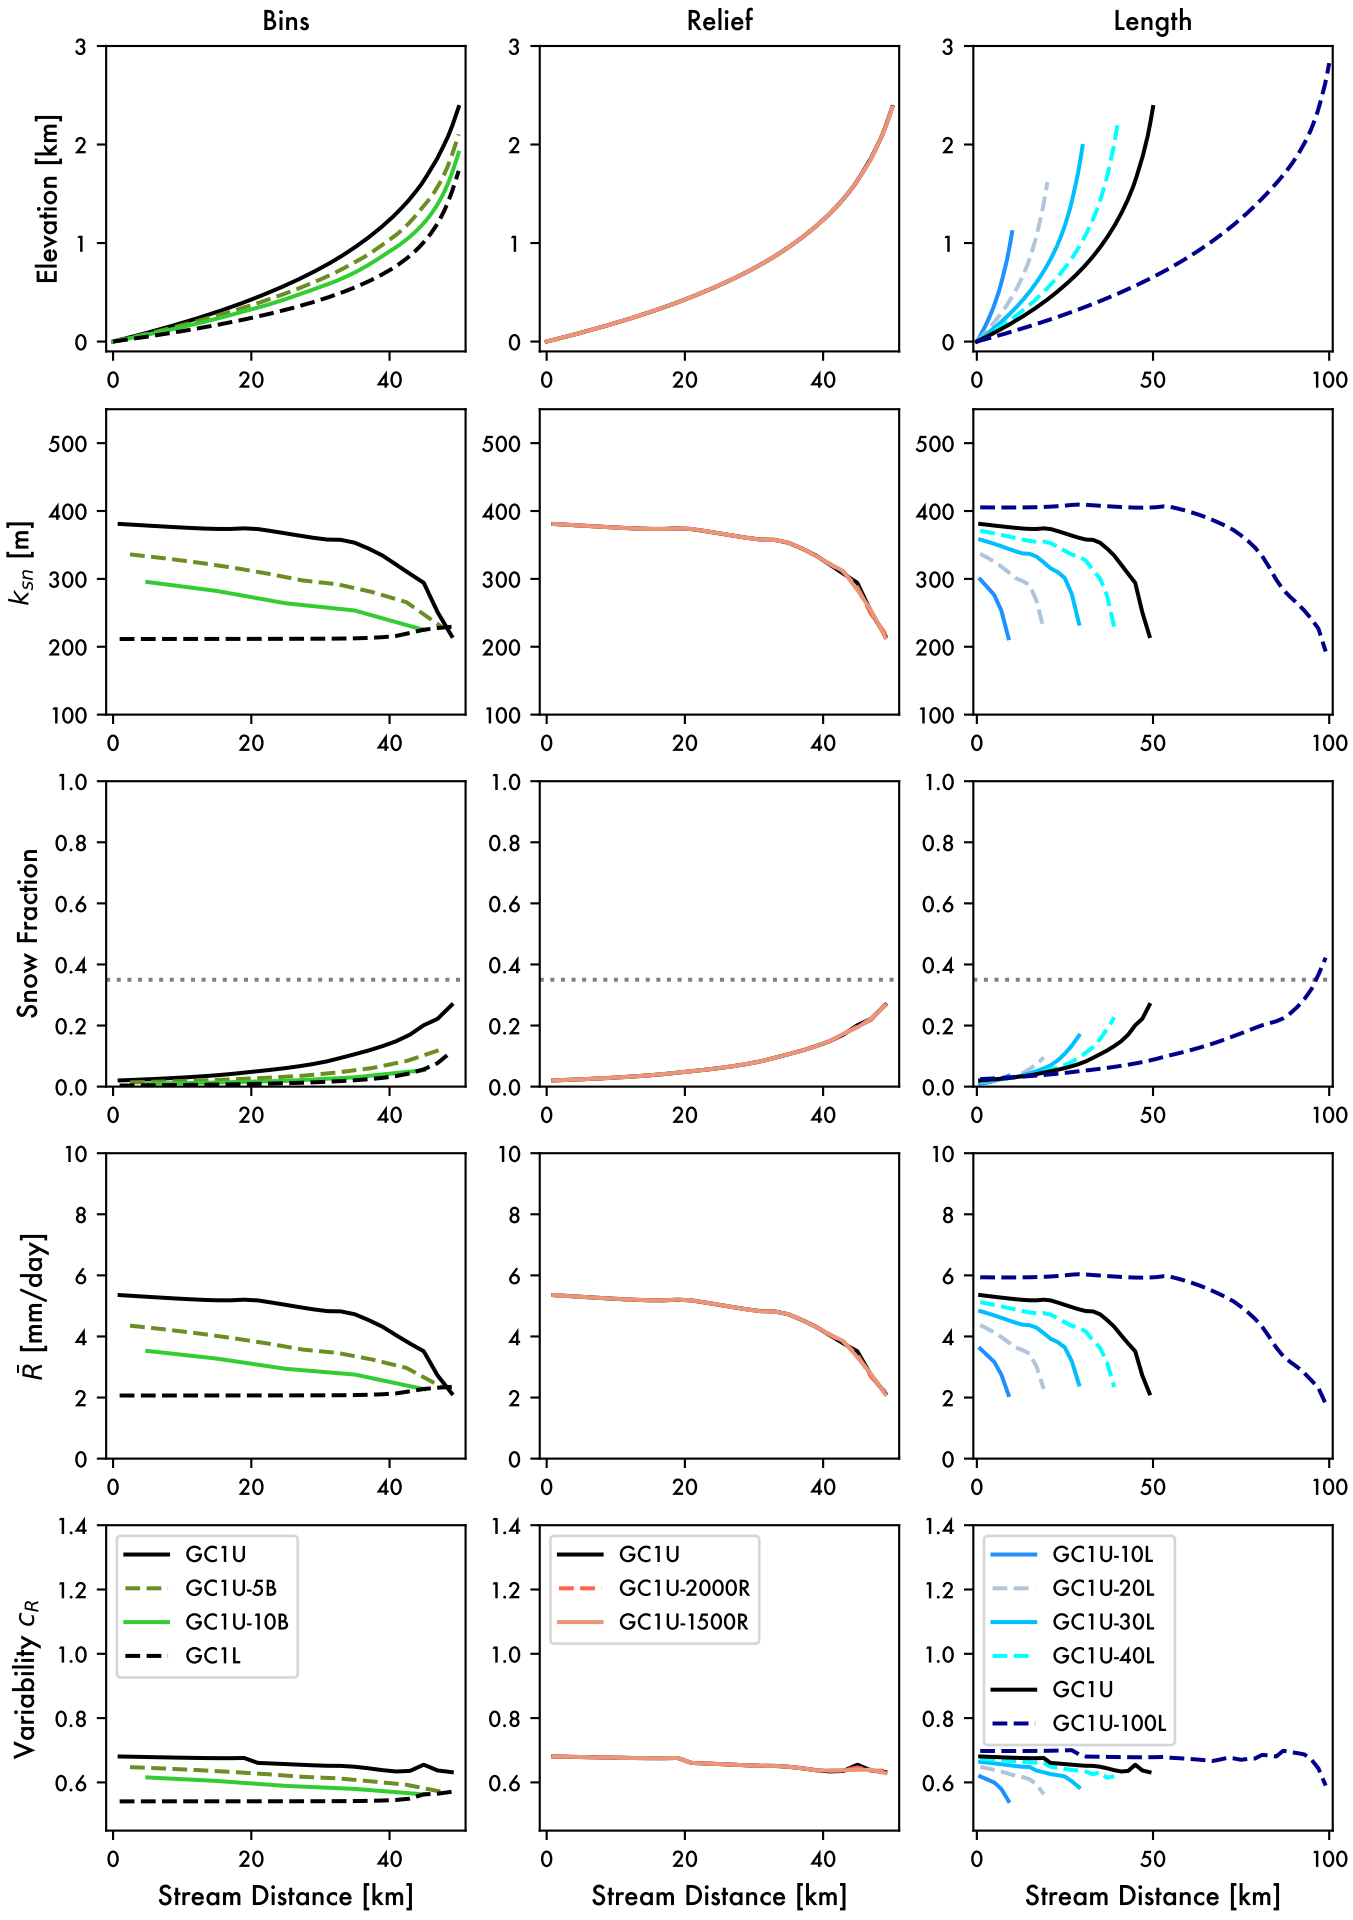 Bins
Relief
Length
Elevation [km]
3
2
1
0
0 20 40
3
2
1
0
0 20 40
3
2
1
0
0 50 100
k_sn [m]
500
400
300
200
100
0 20 40
500
400
300
200
100
0 20 40
500
400
300
200
100
0 50 100
Snow Fraction
1.0
0.8
0.6
0.4
0.2
0.0
0 20 40
1.0
0.8
0.6
0.4
0.2
0.0
0 20 40
1.0
0.8
0.6
0.4
0.2
0.0
0 50 100
R̄ [mm/day]
10
8
6
4
2
0
0 20 40
10
8
6
4
2
0
0 20 40
10
8
6
4
2
0
0 50 100
Variability c_R
1.4
1.2
1.0
0.8
0.6
GC1U
GC1U-5B
GC1U-10B
GC1L
0 20 40
Stream Distance [km]
1.4
1.2
1.0
0.8
0.6
GC1U
GC1U-2000R
GC1U-1500R
0 20 40
Stream Distance [km]
1.4
1.2
1.0
0.8
0.6
GC1U-10L
GC1U-20L
GC1U-30L
GC1U-40L
GC1U
GC1U-100L
0 50 100
Stream Distance [km]